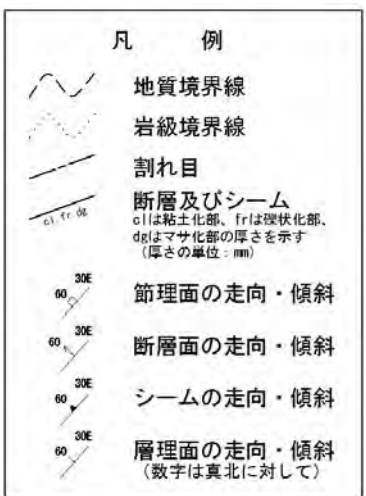 凡 例
地質境界線
岩級境界線
割れ目
断層及びシーム
cl, fr, dg
clは粘土化部、frは礫状化部、
dgはマサ化部の厚さを示す
(厚さの単位:mm)
30E
60
節理面の走向・傾斜
30E
60
断層面の走向・傾斜
30E
60
シームの走向・傾斜
30E
60
層理面の走向・傾斜
(数字は真北に対して)